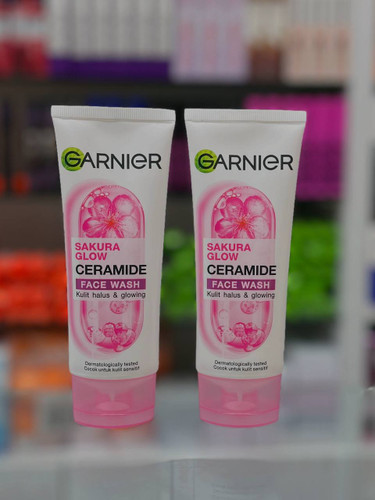 GARNIER
SAKURA
GLOW
CERAMIDE
FACE WASH
Kulit halus & glowing
Dermatologically tested
Cocok untuk kulit sensitif
GARNIER
SAKURA
GLOW
CERAMIDE
FACE WASH
Kulit halus & glowing
Dermatologically tested
Cocok untuk kulit sensitif